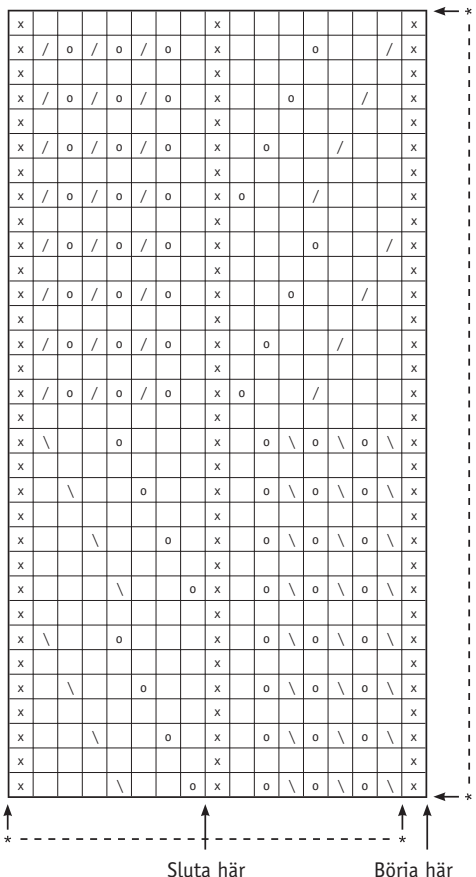 x x x *
x / o / o / o x o / x
x x x
x / o / o / o x o / x
x x x
x / o / o / o x o / x
x x x
x / o / o / o x o / x
x x x
x / o / o / o x o / x
x x x
x / o / o / o x o / x
x x x
x / o / o / o x o / x
x x x
x / o / o / o x o / x
x x x
x \ o x o \ o \ o \ x
x x x
x \ o x o \ o \ o \ x
x x x
x \ o x o \ o \ o \ x
x x x
x \ o x o \ o \ o \ x
x x x
x \ o x o \ o \ o \ x
x x x
x \ o x o \ o \ o \ x
x x x
x \ o x o \ o \ o \ x
x x x
x \ o x o \ o \ o \ x *
* *
Sluta här Börja här